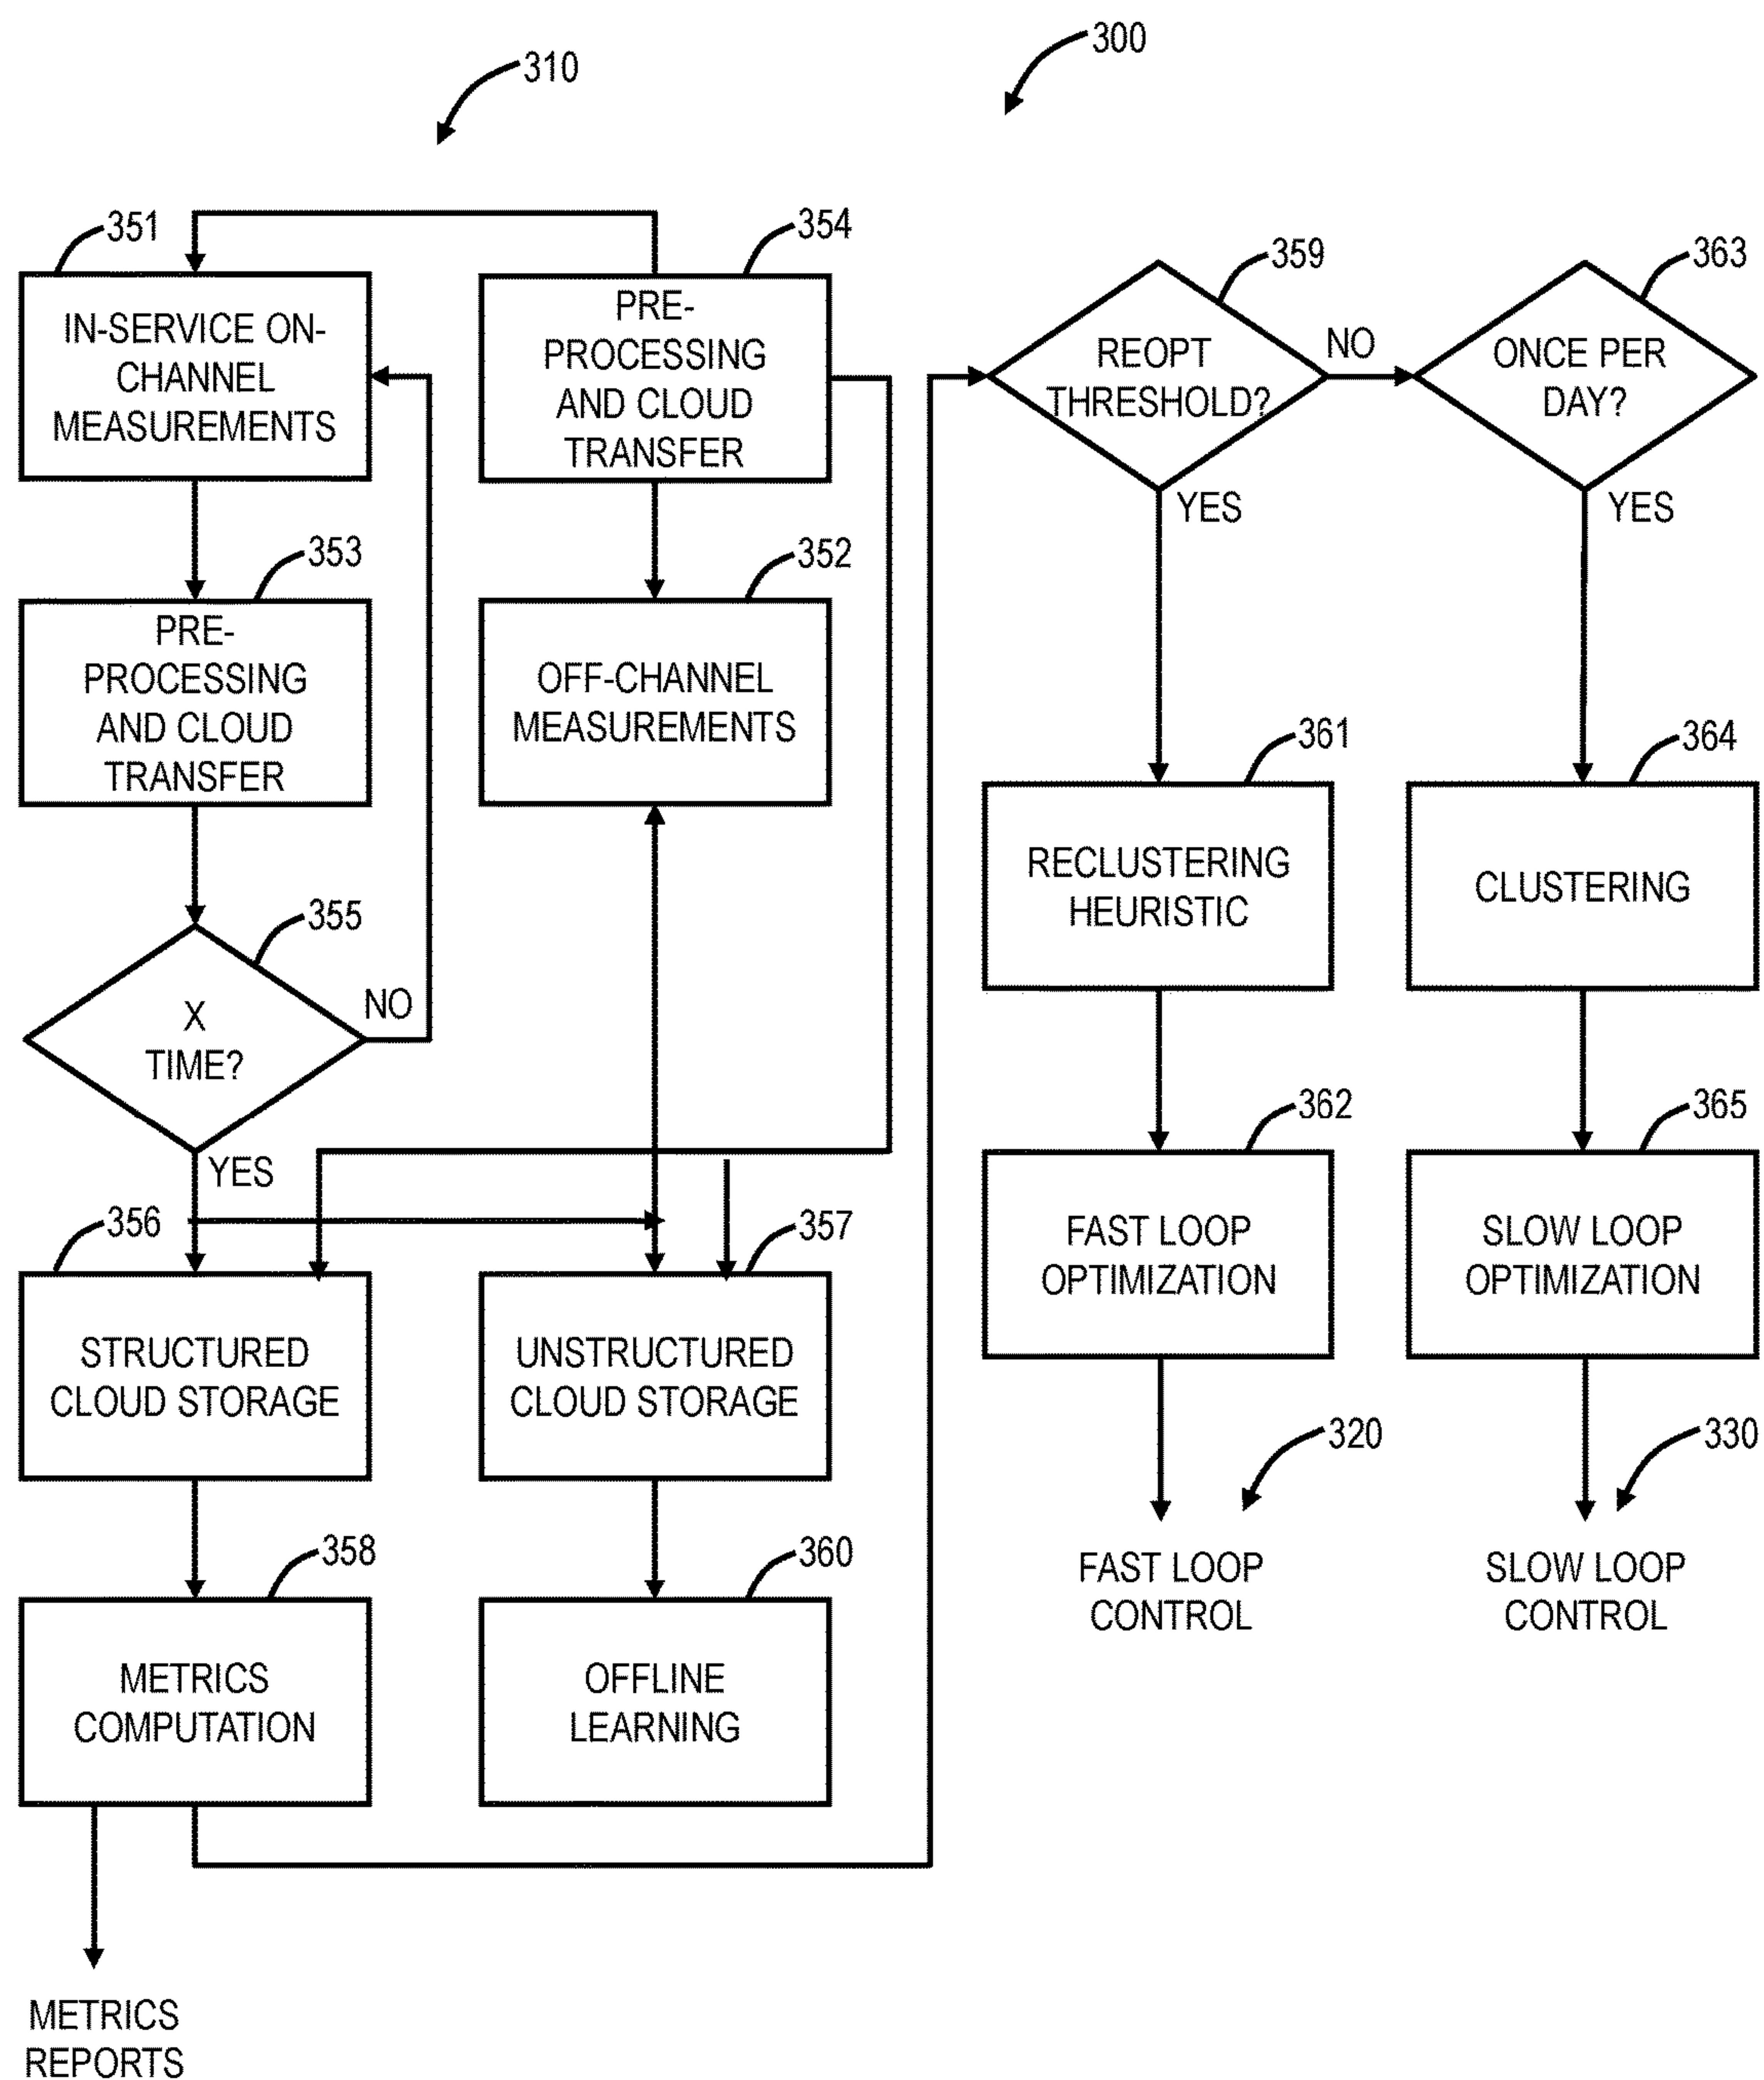 300
310
351
IN-SERVICE ON-
CHANNEL
MEASUREMENTS
354
PRE-
PROCESSING
AND CLOUD
TRANSFER
359
REOPT
THRESHOLD?
NO
YES
363
ONCE PER
DAY?
YES
353
PRE-
PROCESSING
AND CLOUD
TRANSFER
352
OFF-CHANNEL
MEASUREMENTS
361
RECLUSTERING
HEURISTIC
364
CLUSTERING
355
X
TIME?
NO
YES
362
FAST LOOP
OPTIMIZATION
365
SLOW LOOP
OPTIMIZATION
356
STRUCTURED
CLOUD STORAGE
357
UNSTRUCTURED
CLOUD STORAGE
320
FAST LOOP
CONTROL
330
SLOW LOOP
CONTROL
358
METRICS
COMPUTATION
360
OFFLINE
LEARNING
METRICS
REPORTS